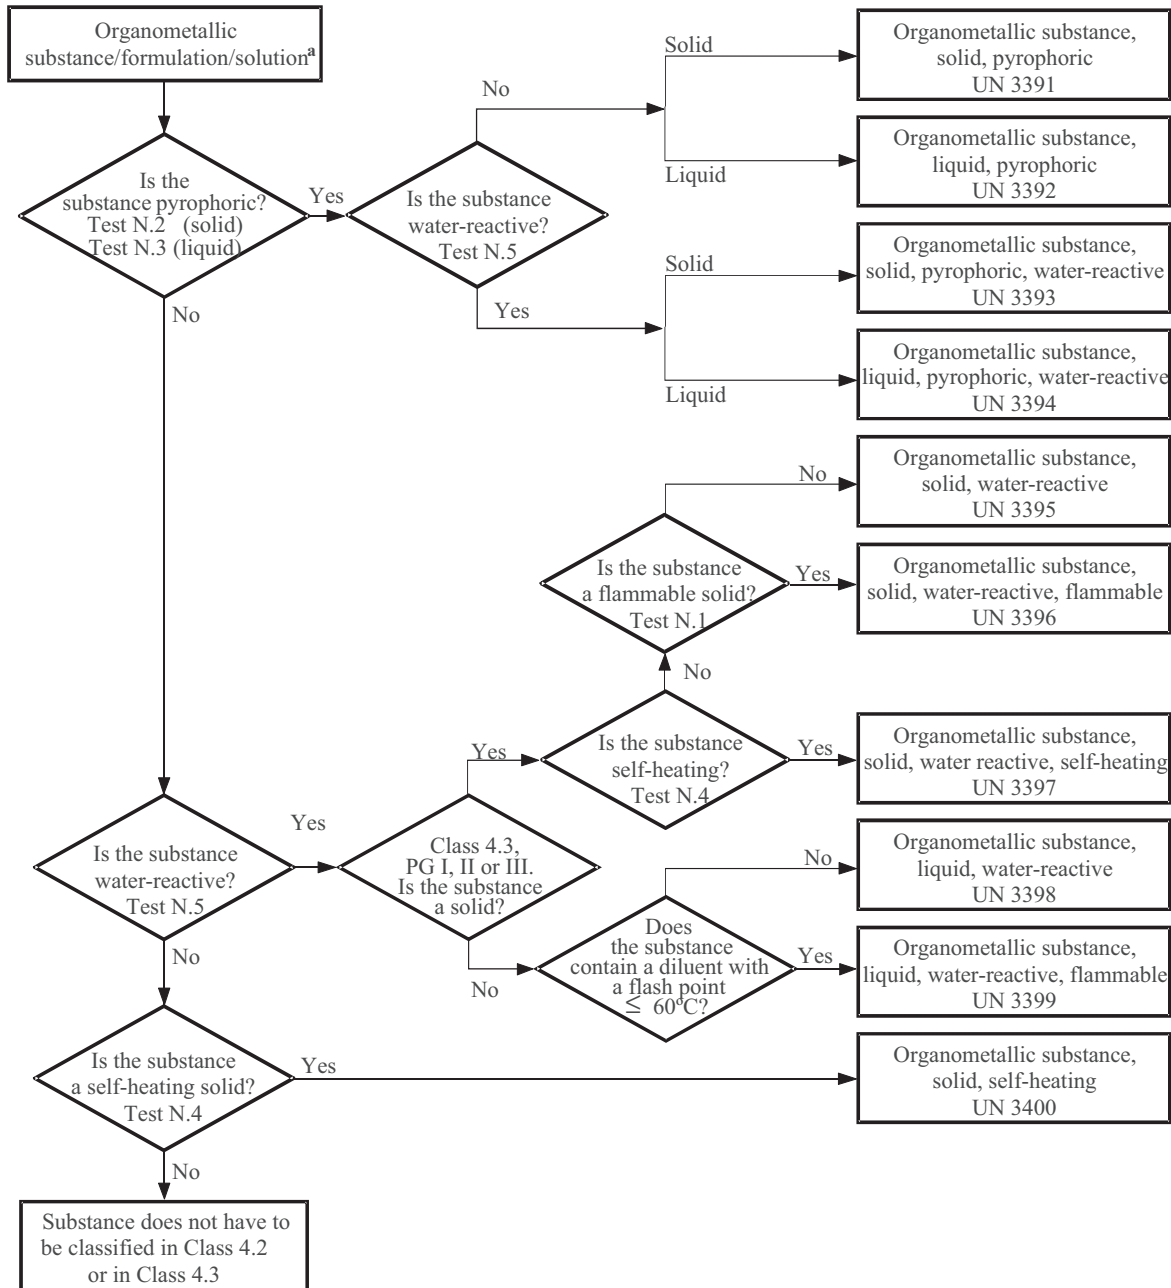 Organometallic
substance/formulation/solutionᵃ
Solid
Organometallic substance,
solid, pyrophoric
UN 3391
No
Liquid
Organometallic substance,
liquid, pyrophoric
UN 3392
Is the
substance pyrophoric?
Test N.2 (solid)
Test N.3 (liquid)
Yes
Is the substance
water-reactive?
Test N.5
Solid
Organometallic substance,
solid, pyrophoric, water-reactive
UN 3393
No
Yes
Liquid
Organometallic substance,
liquid, pyrophoric, water-reactive
UN 3394
No
Organometallic substance,
solid, water-reactive
UN 3395
Is the substance
a flammable solid?
Test N.1
Yes
Organometallic substance,
solid, water-reactive, flammable
UN 3396
No
Yes
Is the substance
self-heating?
Test N.4
Yes
Organometallic substance,
solid, water reactive, self-heating
UN 3397
Is the substance
water-reactive?
Test N.5
Yes
Class 4.3,
PG I, II or III.
Is the substance
a solid?
No
Organometallic substance,
liquid, water-reactive
UN 3398
No
No
Does
the substance
contain a diluent with
a flash point
≤ 60ºC?
Yes
Organometallic substance,
liquid, water-reactive, flammable
UN 3399
Is the substance
a self-heating solid?
Test N.4
Yes
Organometallic substance,
solid, self-heating
UN 3400
No
Substance does not have to
be classified in Class 4.2
or in Class 4.3